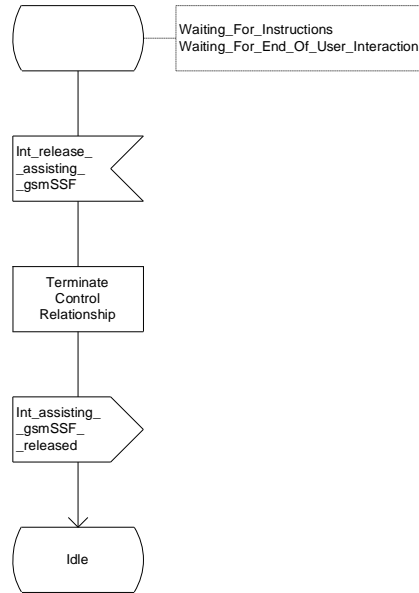 Waiting_For_Instructions
Waiting_For_End_Of_User_Interaction
Int_release_
_assisting_
_gsmSSF
Terminate
Control
Relationship
Int_assisting_
_gsmSSF_
_released
Idle